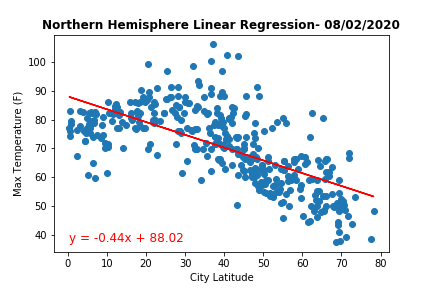 Northern Hemisphere Linear Regression- 08/02/2020
100
90
80
70
60
50
40
Max Temperature (F)
y = -0.44x + 88.02
0 10 20 30 40 50 60 70 80
City Latitude